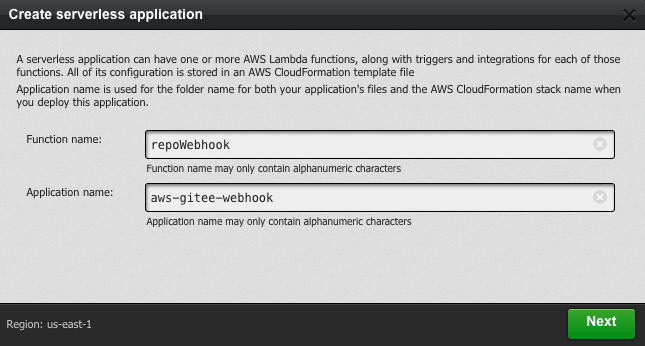 Create serverless application
A serverless application can have one or more AWS Lambda functions, along with triggers and integrations for each of those
functions. All of its configuration is stored in an AWS CloudFormation template file
Application name is used for the folder name for both your application's files and the AWS CloudFormation stack name when
you deploy this application.
Function name:
repoWebhook
Function name may only contain alphanumeric characters
Application name:
aws-gitee-webhook
Application name may only contain alphanumeric characters
Region: us-east-1
Next